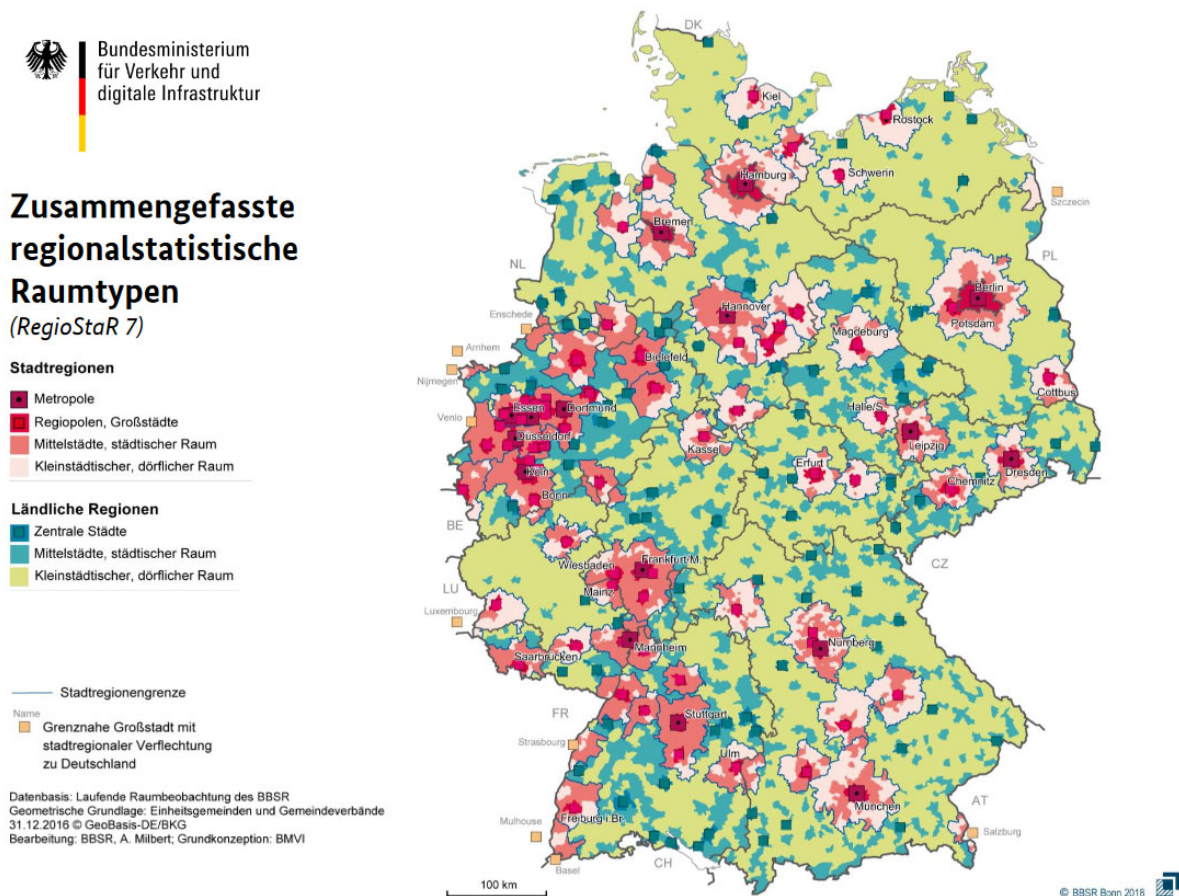 Bundesministerium
für Verkehr und
digitale Infrastruktur
Zusammengefasste
regionalstatistische
Raumtypen
(RegioStaR 7)
Stadtregionen
Metropole
Regiopolen, Großstädte
Mittelstädte, städtischer Raum
Kleinstädtischer, dörflicher Raum
Ländliche Regionen
Zentrale Städte
Mittelstädte, städtischer Raum
Kleinstädtischer, dörflicher Raum
Stadtregionengrenze
Name
Grenznahe Großstadt mit
stadtregionaler Verflechtung
zu Deutschland
Datenbasis: Laufende Raumbeobachtung des BBSR
Geometrische Grundlage: Einheitsgemeinden und Gemeindeverbände
31.12.2016 © GeoBasis-DE/BKG
Bearbeitung: BBSR, A. Milbert; Grundkonzeption: BMVI
DK
Kiel
Rostock
Schwerin
Hamburg
Szczecin
Bremen
PL
NL
Berlin
Hannover
Potsdam
Enschede
Magdeburg
Arnhem
Bielefeld
Nijmegen
Cottbus
Essen
Dortmund
Halle/S.
Venlo
Düsseldorf
Leipzig
Kassel
Erfurt
Dresden
Köln
Chemnitz
Bonn
BE
CZ
Wiesbaden
Frankfurt/M.
LU
Mainz
Luxembourg
Nürnberg
Mannheim
Saarbrücken
FR
Stuttgart
Strasbourg
Ulm
München
AT
Freiburg i.Br.
Mulhouse
Salzburg
Basel
CH
100 km
© BBSR Bonn 2018